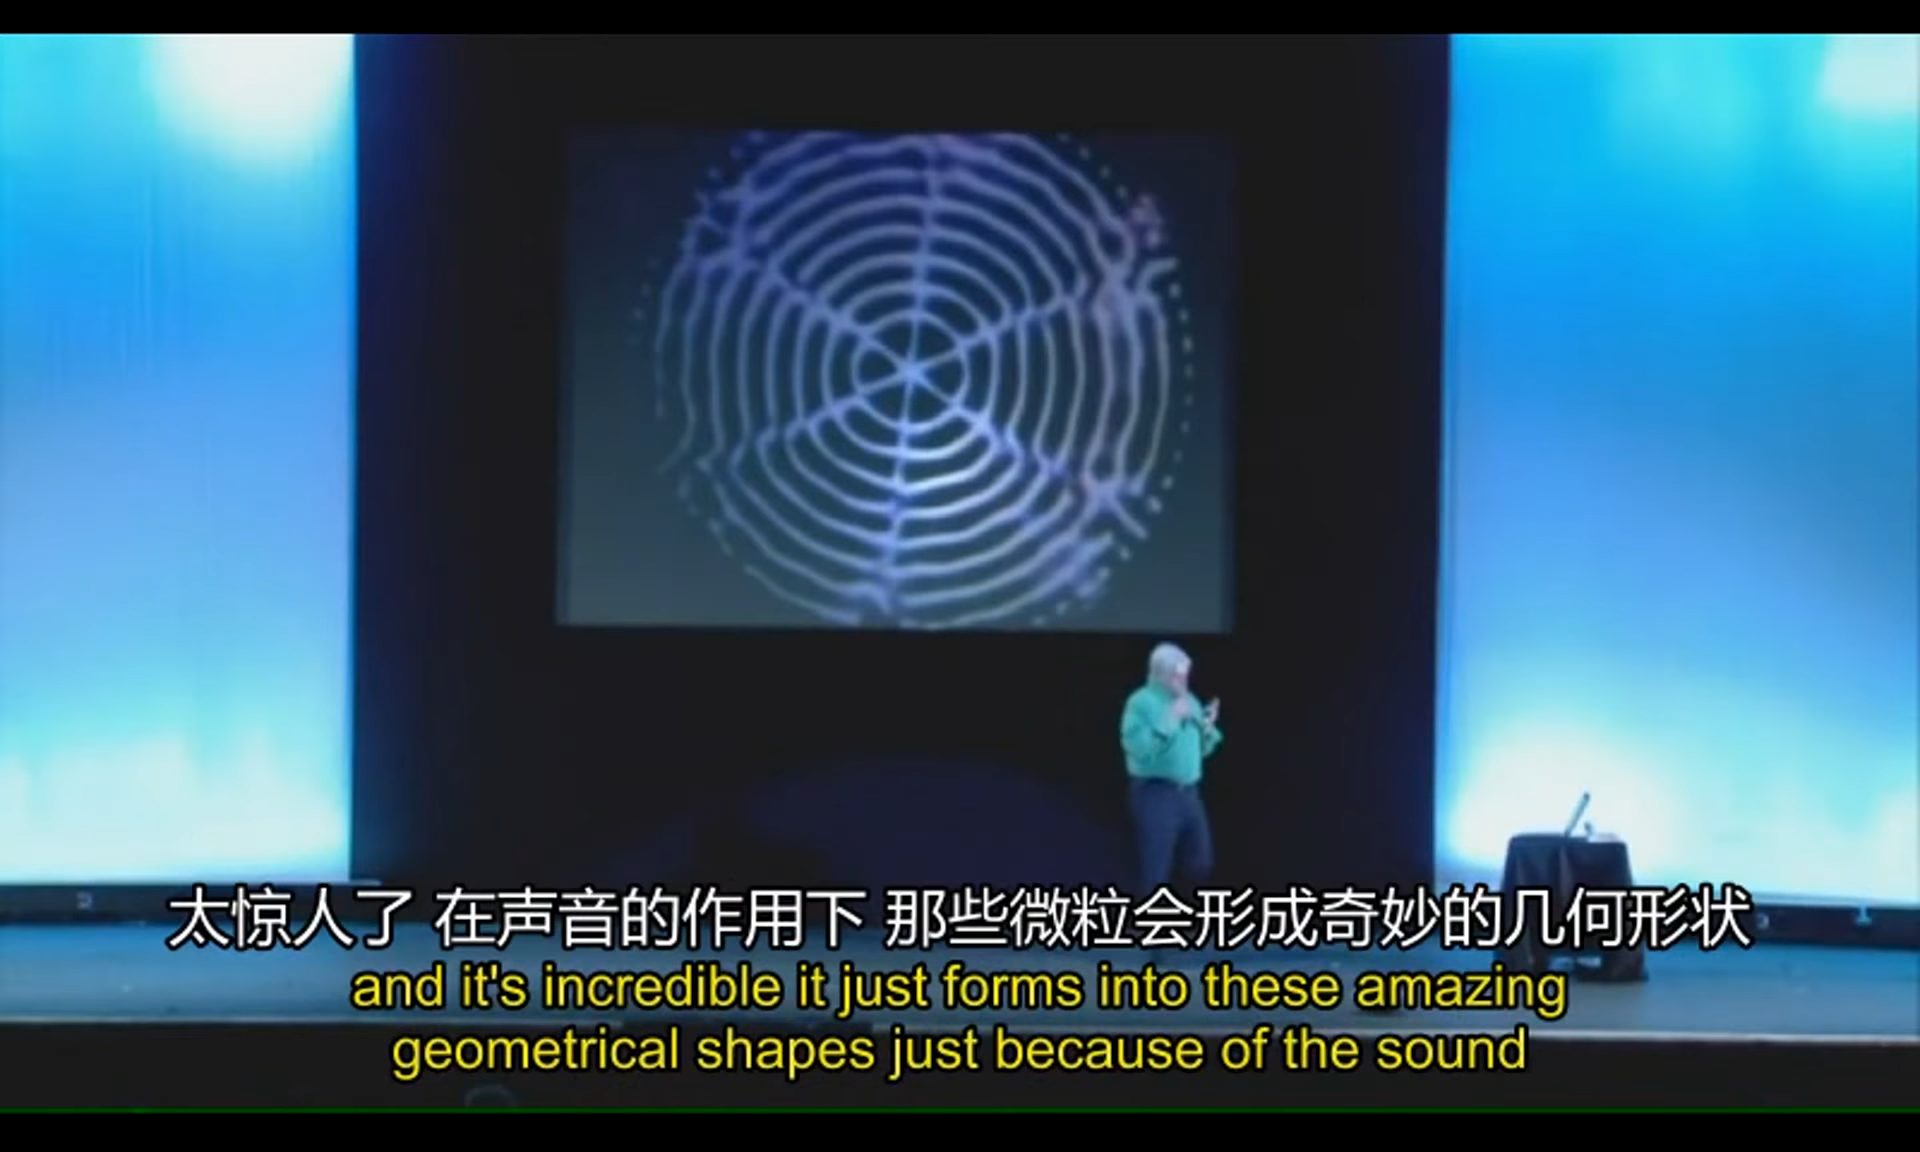 太惊人了 在声音的作用下 那些微粒会形成奇妙的几何形状
and it's incredible it just forms into these amazing
geometrical shapes just because of the sound